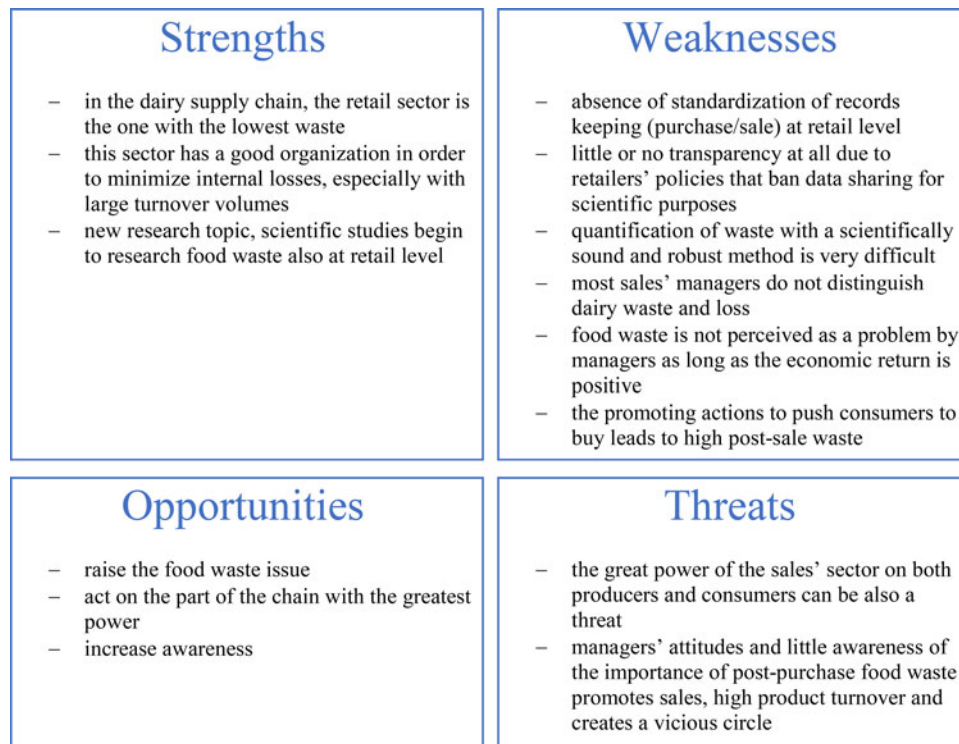 Strengths
– in the dairy supply chain, the retail sector is
the one with the lowest waste
– this sector has a good organization in order
to minimize internal losses, especially with
large turnover volumes
– new research topic, scientific studies begin
to research food waste also at retail level
Weaknesses
– absence of standardization of records
keeping (purchase/sale) at retail level
– little or no transparency at all due to
retailers’ policies that ban data sharing for
scientific purposes
– quantification of waste with a scientifically
sound and robust method is very difficult
– most sales’ managers do not distinguish
dairy waste and loss
– food waste is not perceived as a problem by
managers as long as the economic return is
positive
– the promoting actions to push consumers to
buy leads to high post-sale waste
Opportunities
– raise the food waste issue
– act on the part of the chain with the greatest
power
– increase awareness
Threats
– the great power of the sales’ sector on both
producers and consumers can be also a
threat
– managers’ attitudes and little awareness of
the importance of post-purchase food waste
promotes sales, high product turnover and
creates a vicious circle